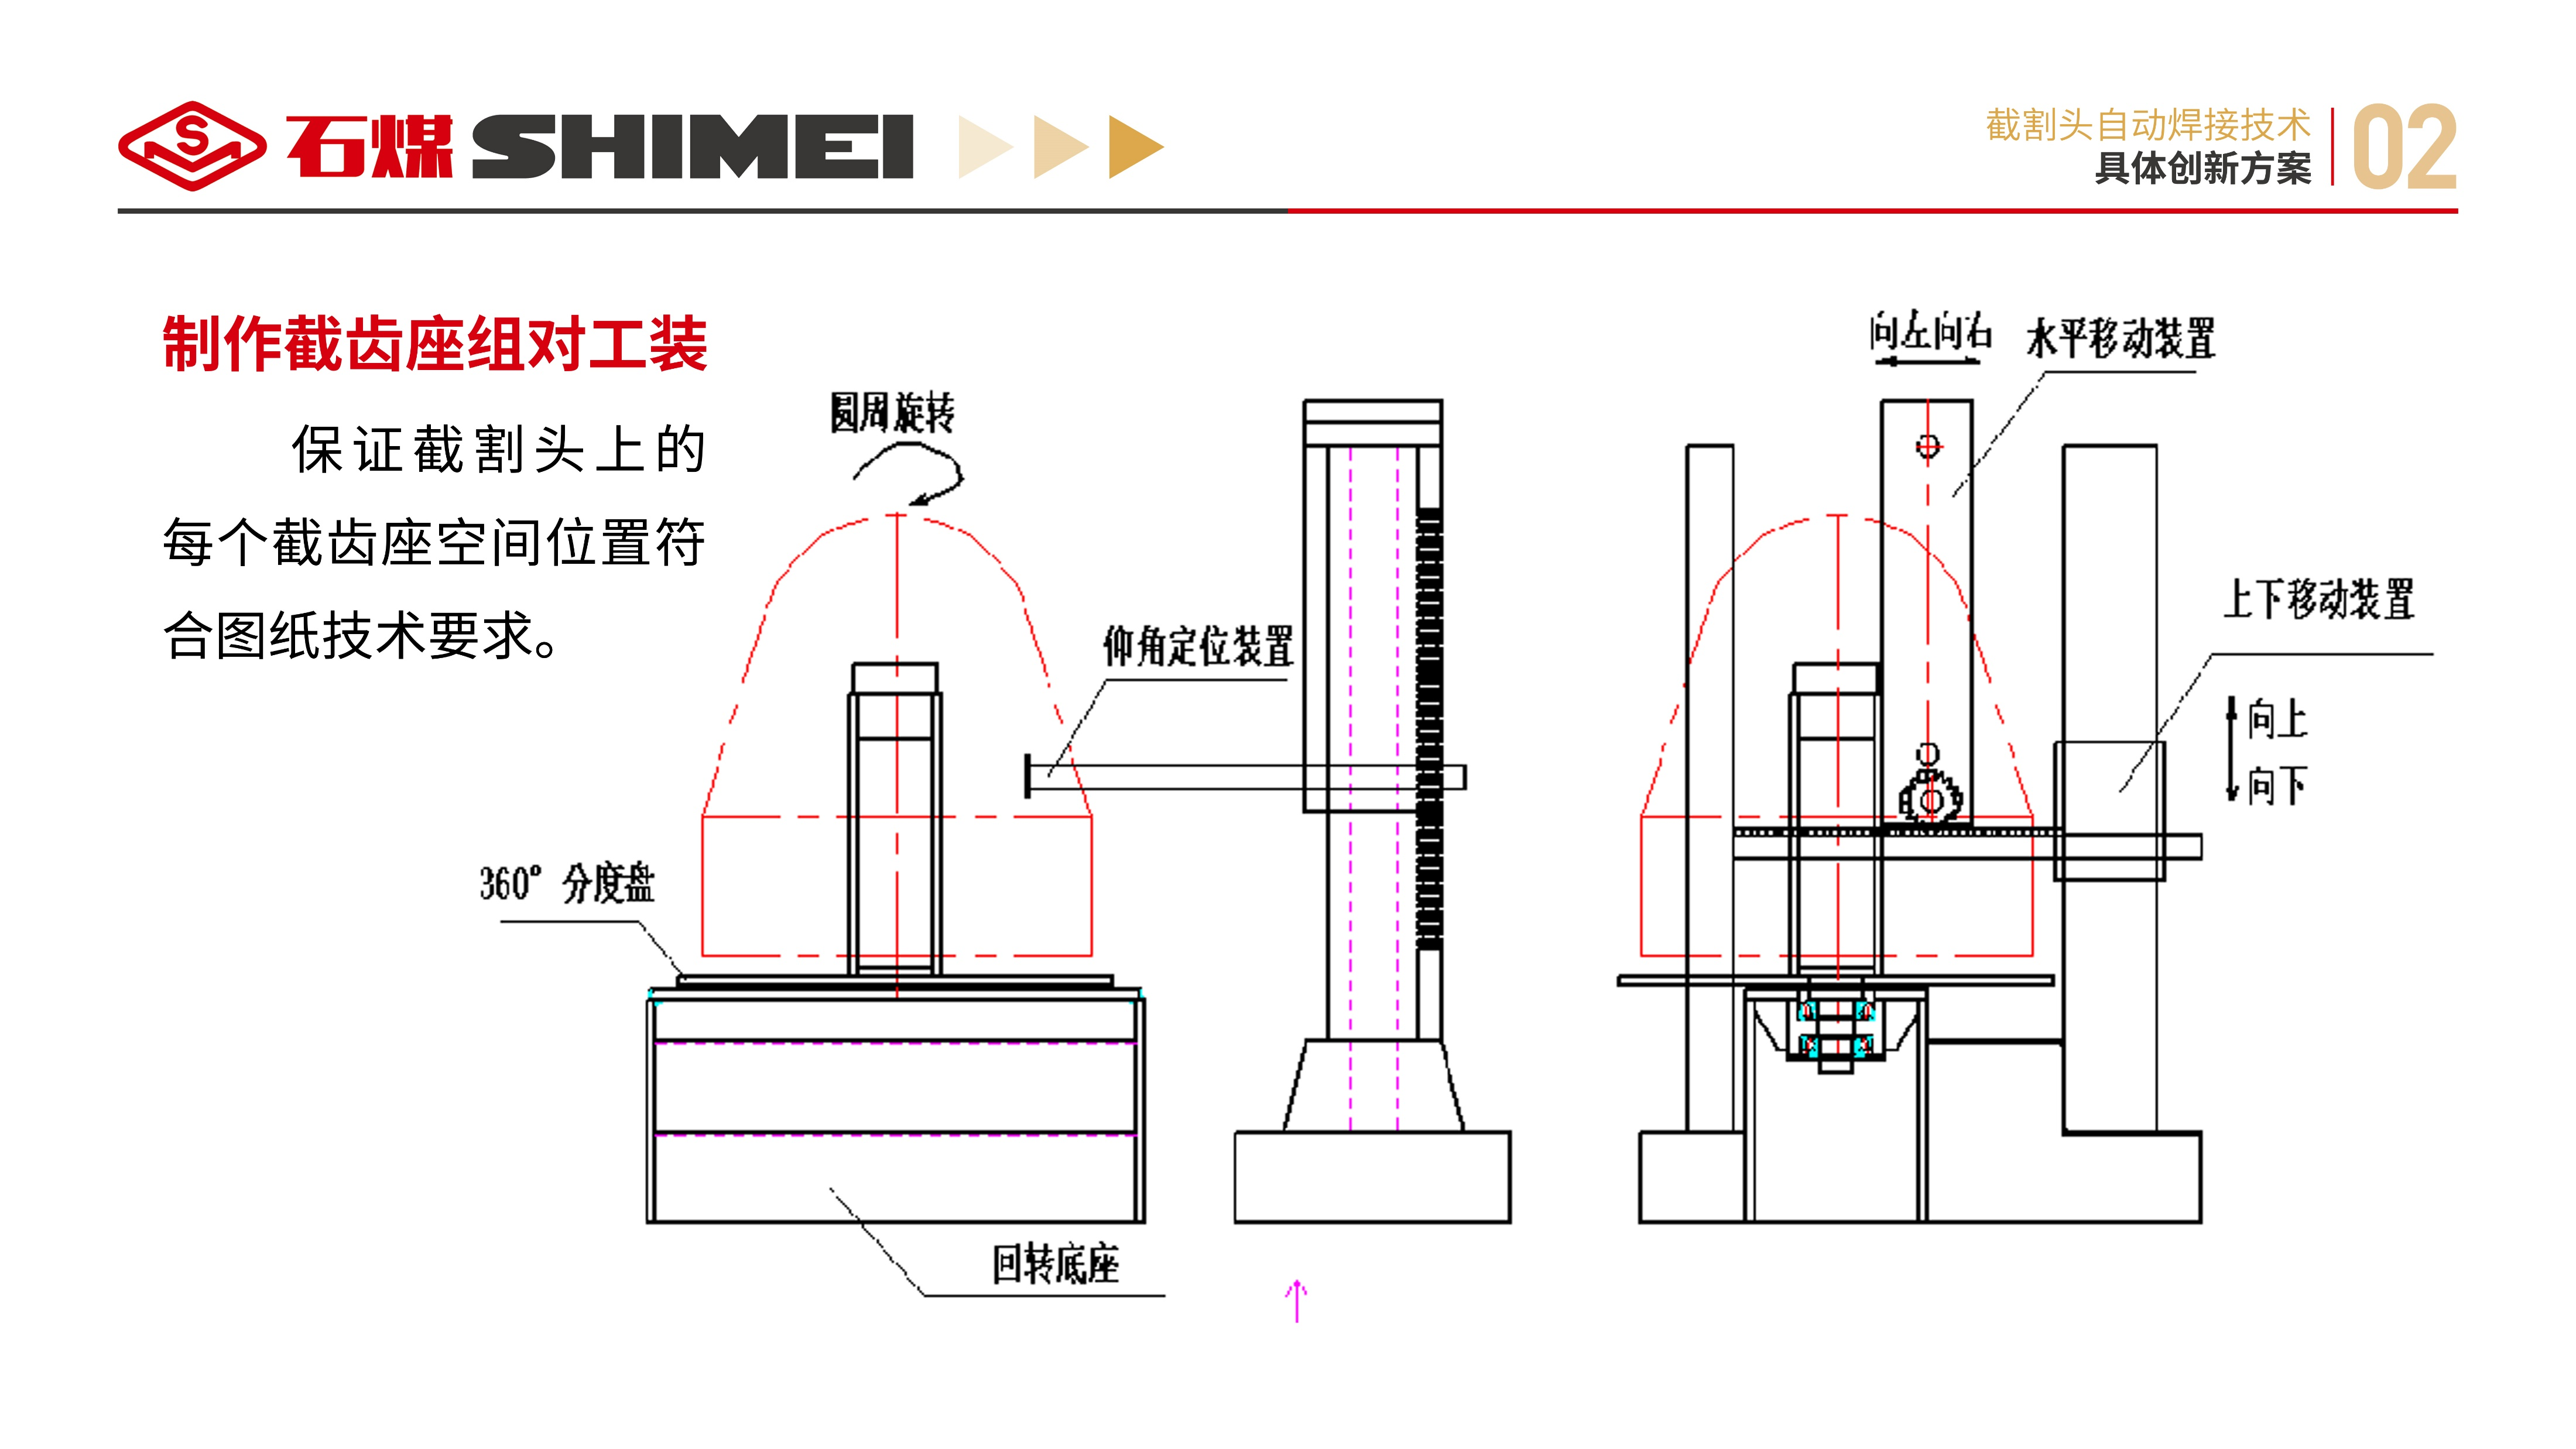 石煤 SHIMEI
截割头自动焊接技术
具体创新方案
02
制作截齿座组对工装
保证截割头上的
每个截齿座空间位置符
合图纸技术要求。
圆周旋转
仰角定位装置
360° 分度盘
回转底座
向左向右
水平移动装置
上下移动装置
向上
向下